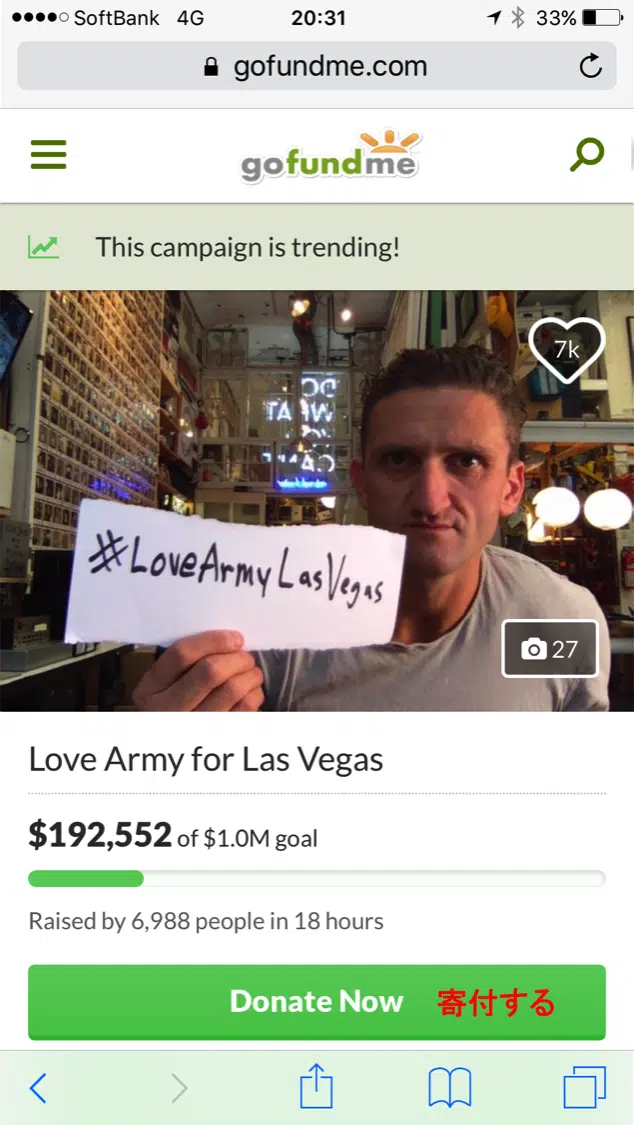 SoftBank 4G 20:31 33%
gofundme.com
gofundme
This campaign is trending!
7k
#LoveArmyLasVegas
27
Love Army for Las Vegas
$192,552 of $1.0M goal
Raised by 6,988 people in 18 hours
Donate Now 寄付する